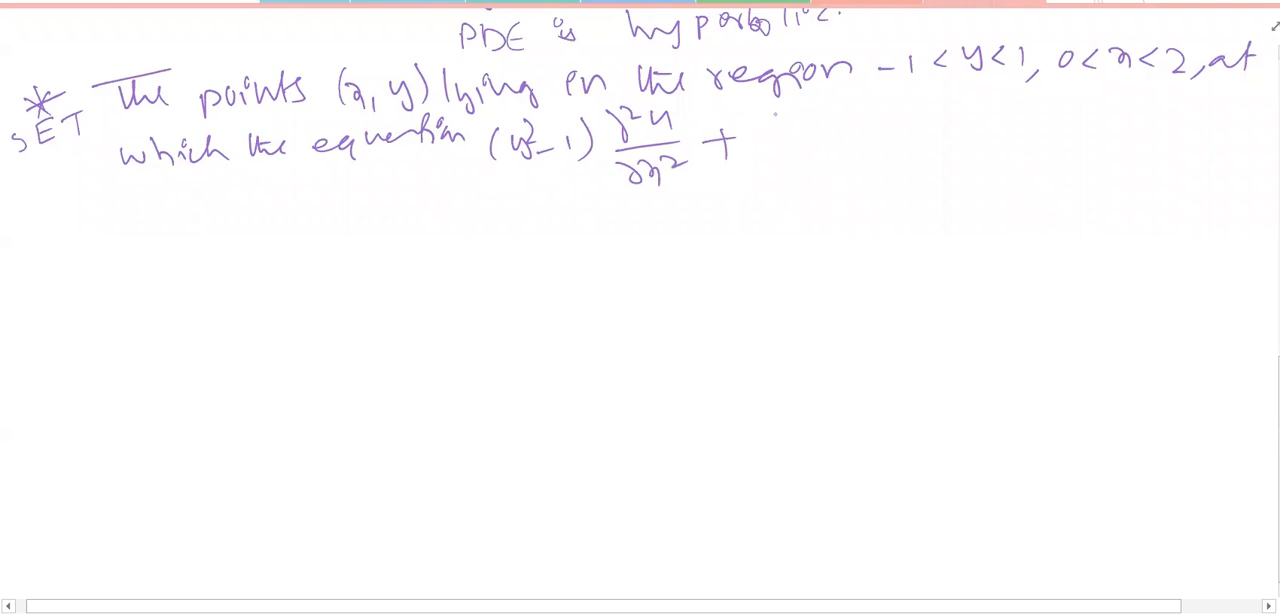 PDE is hyperbolic.
* The points (x, y) lying in the region -1 < y < 1, 0 < x < 2, at
SET which the equation (y² - 1) ∂²u/∂x² +